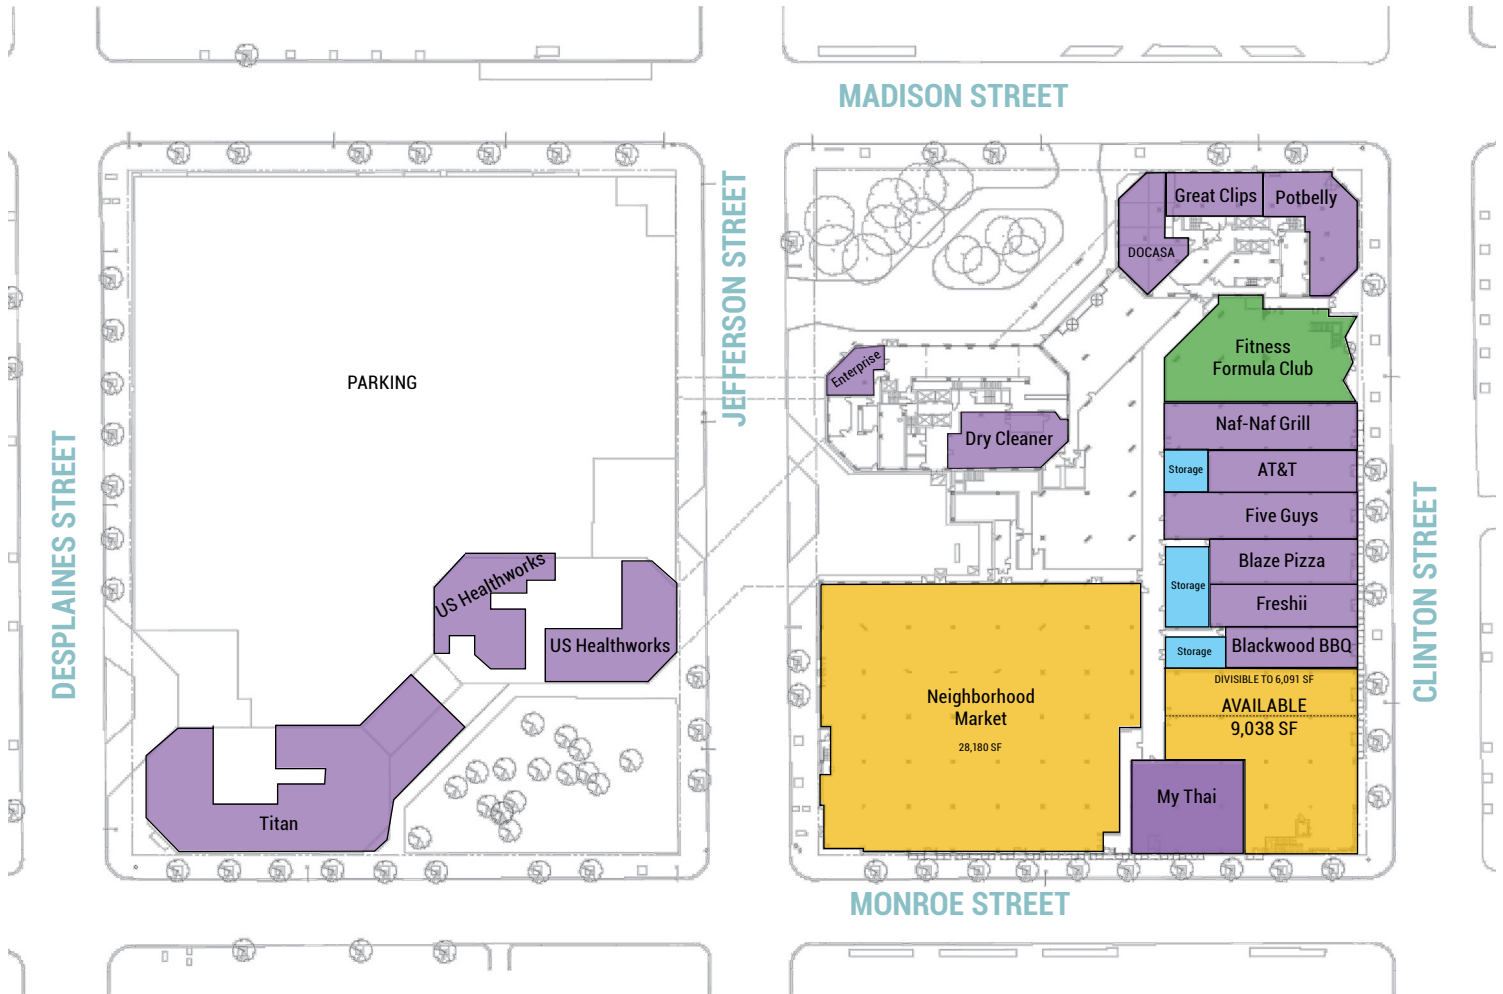 MADISON STREET
JEFFERSON STREET
DESPLAINES STREET
CLINTON STREET
MONROE STREET
PARKING
US Healthworks
US Healthworks
Titan
Great Clips
Potbelly
DOCASA
Enterprise
Dry Cleaner
Fitness
Formula Club
Naf-Naf Grill
Storage
AT&T
Five Guys
Storage
Blaze Pizza
Freshii
Storage
Blackwood BBQ
DIVISIBLE TO 6,091 SF
AVAILABLE
9,038 SF
Neighborhood
Market
28,180 SF
My Thai